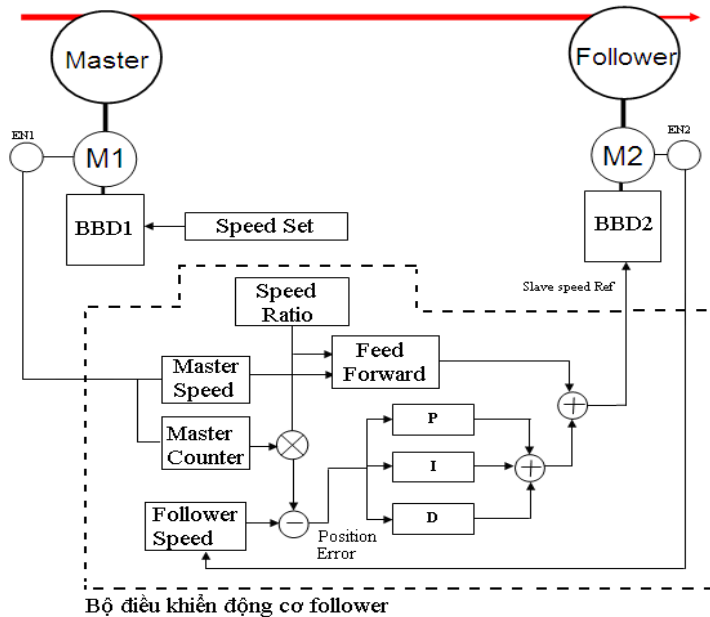 Master
Follower
EN1
EN2
M1
M2
BBD1
Speed Set
BBD2
Slave speed Ref
Speed
Ratio
Feed
Forward
Master
Speed
P
Master
Counter
I
Follower
Speed
D
Position
Error
Bộ điều khiển động cơ follower